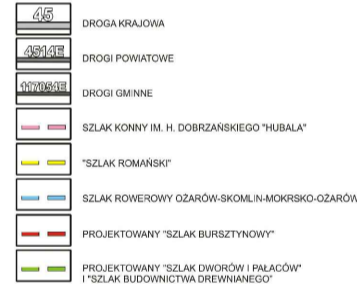 45
DROGA KRAJOWA
4514E
DROGI POWIATOWE
117054E
DROGI GMINNE
SZLAK KONNY IM. H. DOBRZAŃSKIEGO "HUBALA"
"SZLAK ROMAŃSKI"
SZLAK ROWEROWY OŻARÓW-SKOMLIN-MOKRSKO-OŻARÓW
PROJEKTOWANY "SZLAK BURSZTYNOWY"
PROJEKTOWANY "SZLAK DWORÓW I PAŁACÓW"
I "SZLAK BUDOWNICTWA DREWNIANEGO"